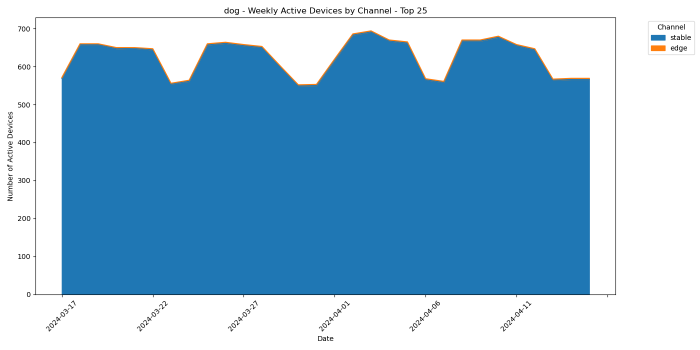 dog - Weekly Active Devices by Channel - Top 25
Channel
stable
edge
Number of Active Devices
700
600
500
400
300
200
100
0
2024-03-17
2024-03-22
2024-03-27
2024-04-01
2024-04-06
2024-04-11
Date